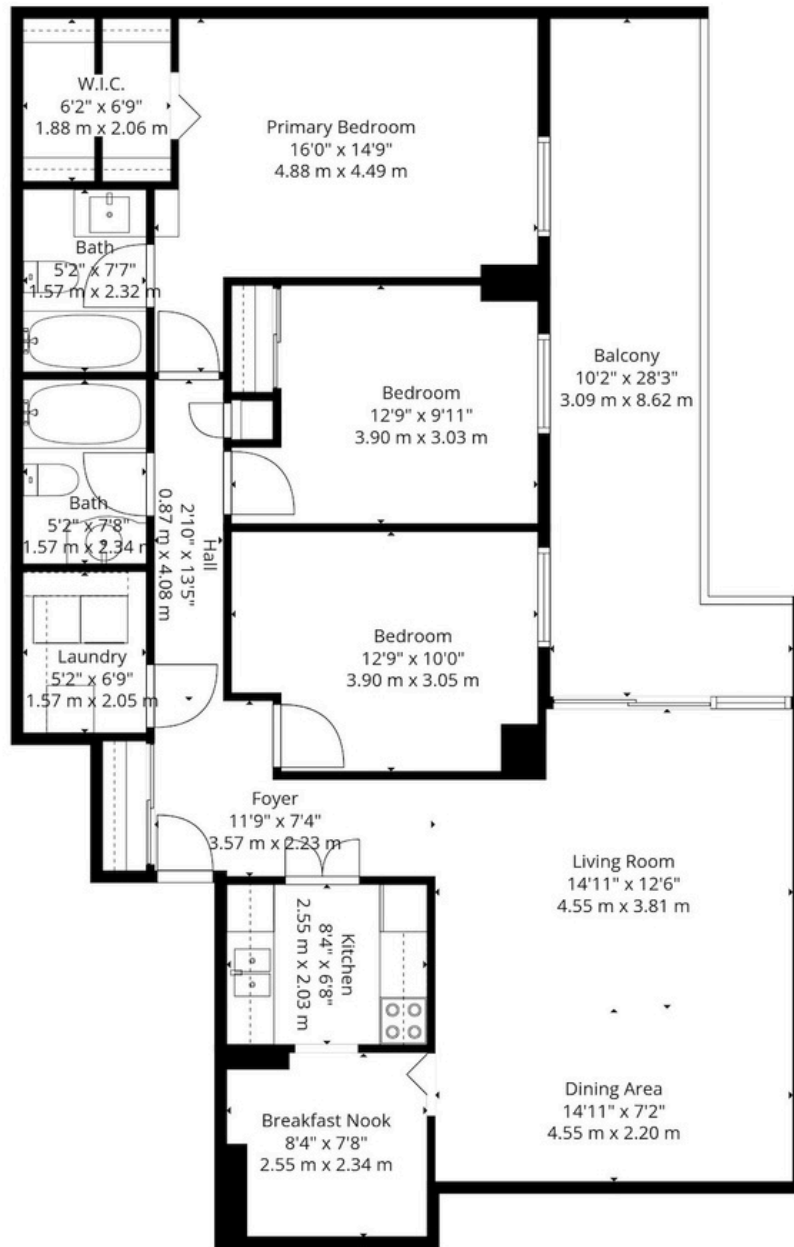 W.I.C.
6'2" x 6'9"
1.88 m x 2.06 m
Primary Bedroom
16'0" x 14'9"
4.88 m x 4.49 m
Bath
5'2" x 7'7"
1.57 m x 2.32 m
Bedroom
12'9" x 9'11"
3.90 m x 3.03 m
Balcony
10'2" x 28'3"
3.09 m x 8.62 m
Bath
5'2" x 7'8"
1.57 m x 2.34 m
Hall
2'10" x 13'5"
0.87 m x 4.08 m
Bedroom
12'9" x 10'0"
3.90 m x 3.05 m
Laundry
5'2" x 6'9"
1.57 m x 2.05 m
Foyer
11'9" x 7'4"
3.57 m x 2.23 m
Living Room
14'11" x 12'6"
4.55 m x 3.81 m
Kitchen
8'4" x 6'8"
2.55 m x 2.03 m
Dining Area
14'11" x 7'2"
4.55 m x 2.20 m
Breakfast Nook
8'4" x 7'8"
2.55 m x 2.34 m